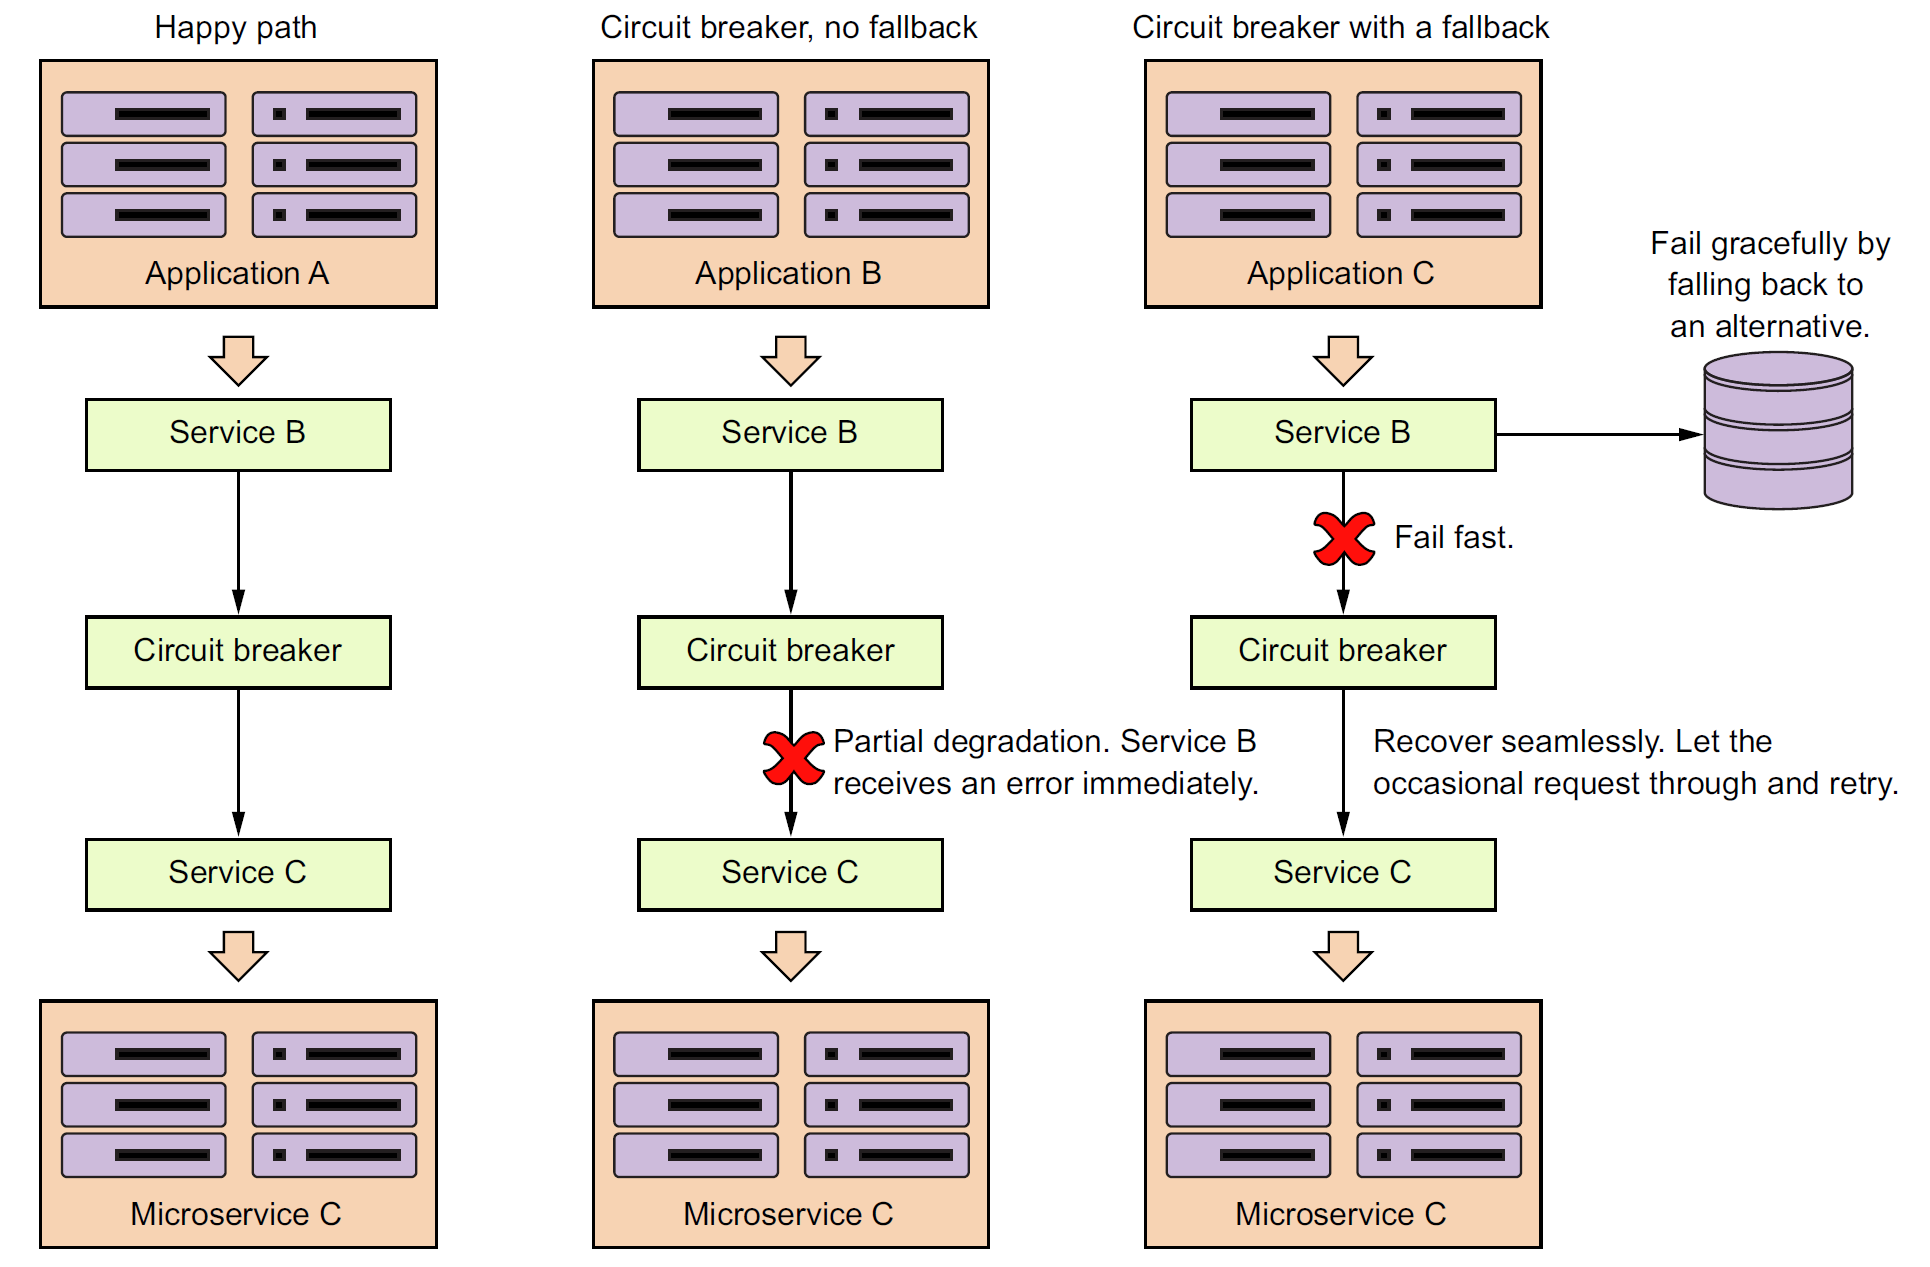 Happy path
Circuit breaker, no fallback
Circuit breaker with a fallback
Application A
Application B
Application C
Fail gracefully by
falling back to
an alternative.
Service B
Service B
Service B
Fail fast.
Circuit breaker
Circuit breaker
Circuit breaker
Partial degradation. Service B
receives an error immediately.
Recover seamlessly. Let the
occasional request through and retry.
Service C
Service C
Service C
Microservice C
Microservice C
Microservice C